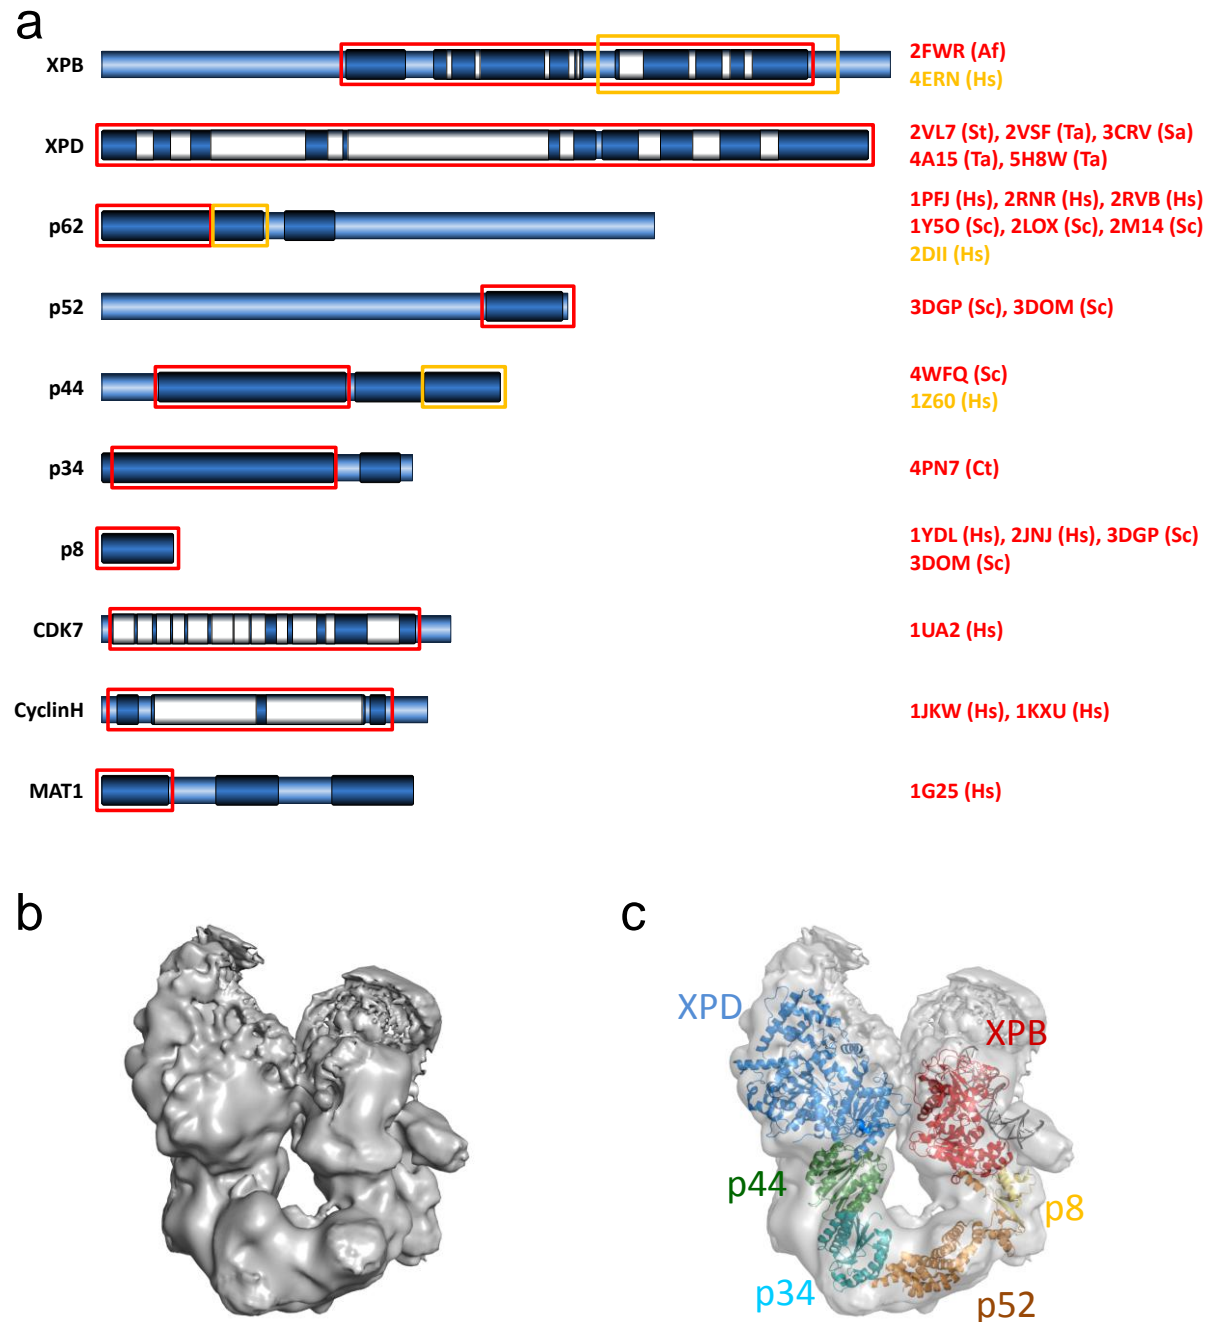 a
XPB
2FWR (Af)
4ERN (Hs)
XPD
2VL7 (St), 2VSF (Ta), 3CRV (Sa)
4A15 (Ta), 5H8W (Ta)
p62
1PFJ (Hs), 2RNR (Hs), 2RVB (Hs)
1Y5O (Sc), 2LOX (Sc), 2M14 (Sc)
2DII (Hs)
p52
3DGP (Sc), 3DOM (Sc)
p44
4WFQ (Sc)
1Z60 (Hs)
p34
4PN7 (Ct)
p8
1YDL (Hs), 2JNJ (Hs), 3DGP (Sc)
3DOM (Sc)
CDK7
1UA2 (Hs)
CyclinH
1JKW (Hs), 1KXU (Hs)
MAT1
1G25 (Hs)
b
c
XPD
XPB
p44
p8
p34
p52